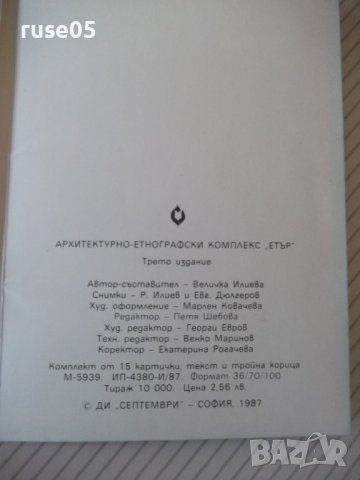 ruse05
АРХИТЕКТУРНО-ЕТНОГРАФСКИ КОМПЛЕКС „ЕТЪР"
Трето издание
Автор-съставител – Величка Илиева
Снимки – Р. Илиев и Евг. Дюлгеров
Худ. оформление – Марлен Ковачева
Редактор – Петя Шебова
Худ. редактор – Георги Евров
Техн. редактор – Венко Маринов
Коректор – Екатерина Рогачева
Комплект от 15 картички, текст и тройна корица
М-5939. ИП-4380-И/87. Формат 36/70/100
Тираж 10 000. Цена 2,56 лв.
© ДИ „СЕПТЕМВРИ" – СОФИЯ, 1987
BAZAR.bg